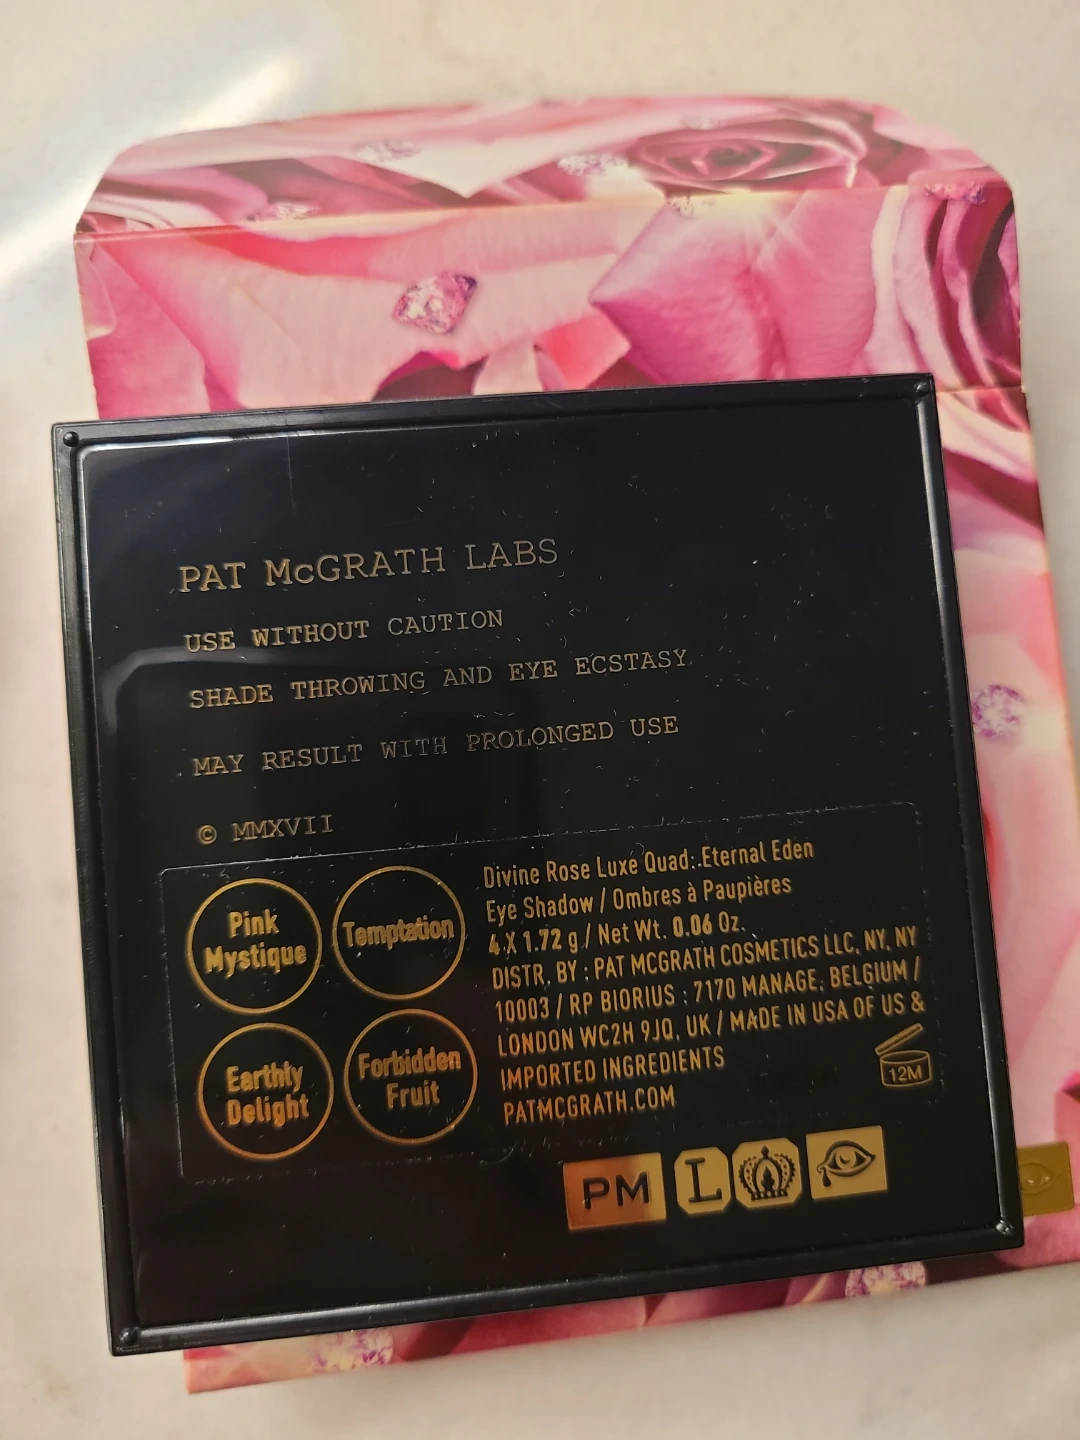 PAT McGRATH LABS
USE WITHOUT CAUTION
SHADE THROWING AND EYE ECSTASY
MAY RESULT WITH PROLONGED USE
© MMXVII
Pink
Mystique
Temptation
Earthly
Delight
Forbidden
Fruit
Divine Rose Luxe Quad: Eternal Eden
Eye Shadow / Ombres à Paupières
4 X 1.72 g / Net Wt. 0.06 Oz.
DISTR. BY : PAT MCGRATH COSMETICS LLC, NY, NY
10003 / RP BIORIUS : 7170 MANAGE, BELGIUM /
LONDON WC2H 9JQ, UK / MADE IN USA OF US &
IMPORTED INGREDIENTS
PATMCGRATH.COM
12M
PM L